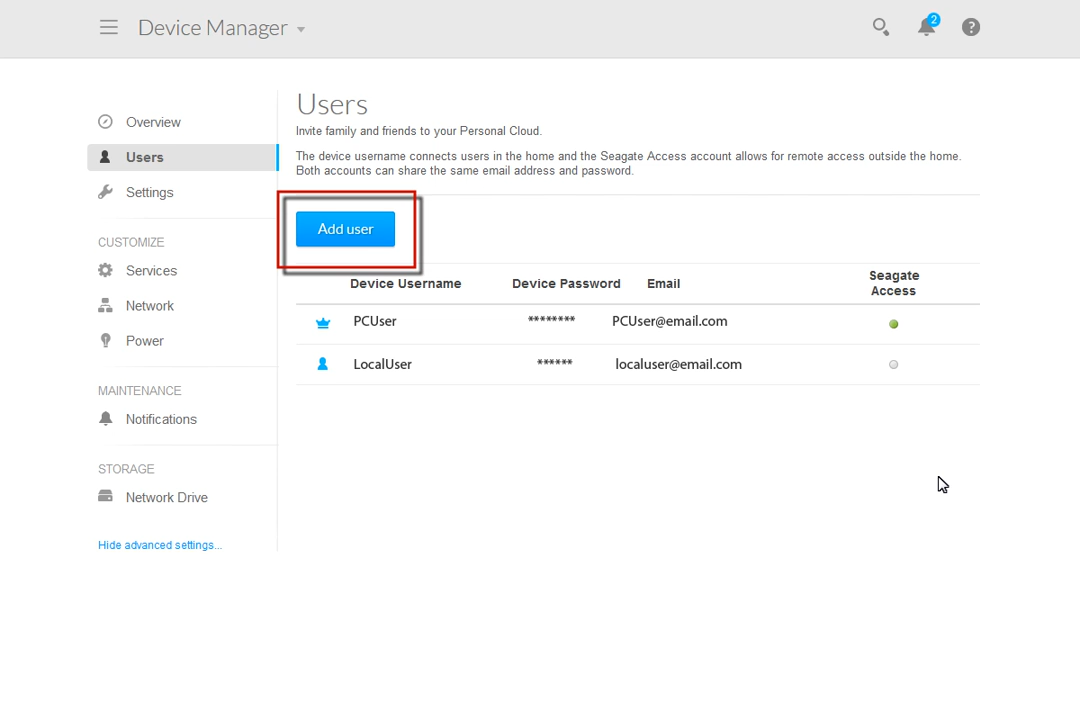 Device Manager
2
?
Overview
Users
Settings
CUSTOMIZE
Services
Network
Power
MAINTENANCE
Notifications
STORAGE
Network Drive
Hide advanced settings...
Users
Invite family and friends to your Personal Cloud.
The device username connects users in the home and the Seagate Access account allows for remote access outside the home.
Both accounts can share the same email address and password.
Add user
Device Username Device Password Email Seagate Access
PCUser ******** PCUser@email.com
LocalUser ****** localuser@email.com